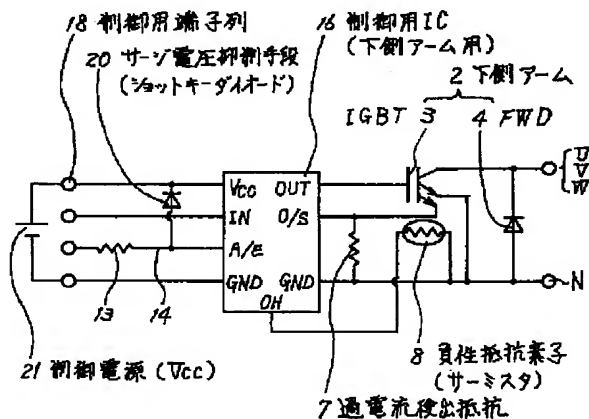 18 制御用端子列
20 サージ電圧抑制手段
(ショットキーダイオード)
16 制御用IC
(下側アーム用)
2 下側アーム
IGBT 3 4 FWD
Vcc OUT
IN O/S
A/E
GND GND
OH
U
V
W
N
13 14
21 制御電源 (Vcc)
8 負性抵抗素子
(サーミスタ)
7 過電流検出抵抗